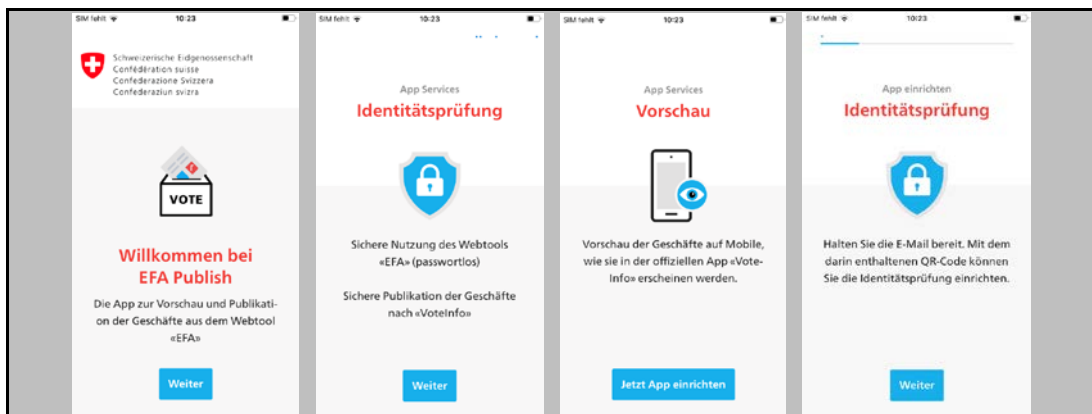 SIM fehlt 10:23
Schweizerische Eidgenossenschaft
Confédération suisse
Confederazione Svizzera
Confederaziun svizra
VOTE
Willkommen bei
EFA Publish
Die App zur Vorschau und Publikati-
on der Geschäfte aus dem Webtool
«EFA»
Weiter
SIM fehlt 10:23
App Services
Identitätsprüfung
Sichere Nutzung des Webtools
«EFA» (passwortlos)
Sichere Publikation der Geschäfte
nach «VoteInfo»
Weiter
SIM fehlt 10:23
App Services
Vorschau
Vorschau der Geschäfte auf Mobile,
wie sie in der offiziellen App «Vote-
Info» erscheinen werden.
Jetzt App einrichten
SIM fehlt 10:23
App einrichten
Identitätsprüfung
Halten Sie die E-Mail bereit. Mit dem
darin enthaltenen QR-Code können
Sie die Identitätsprüfung einrichten.
Weiter